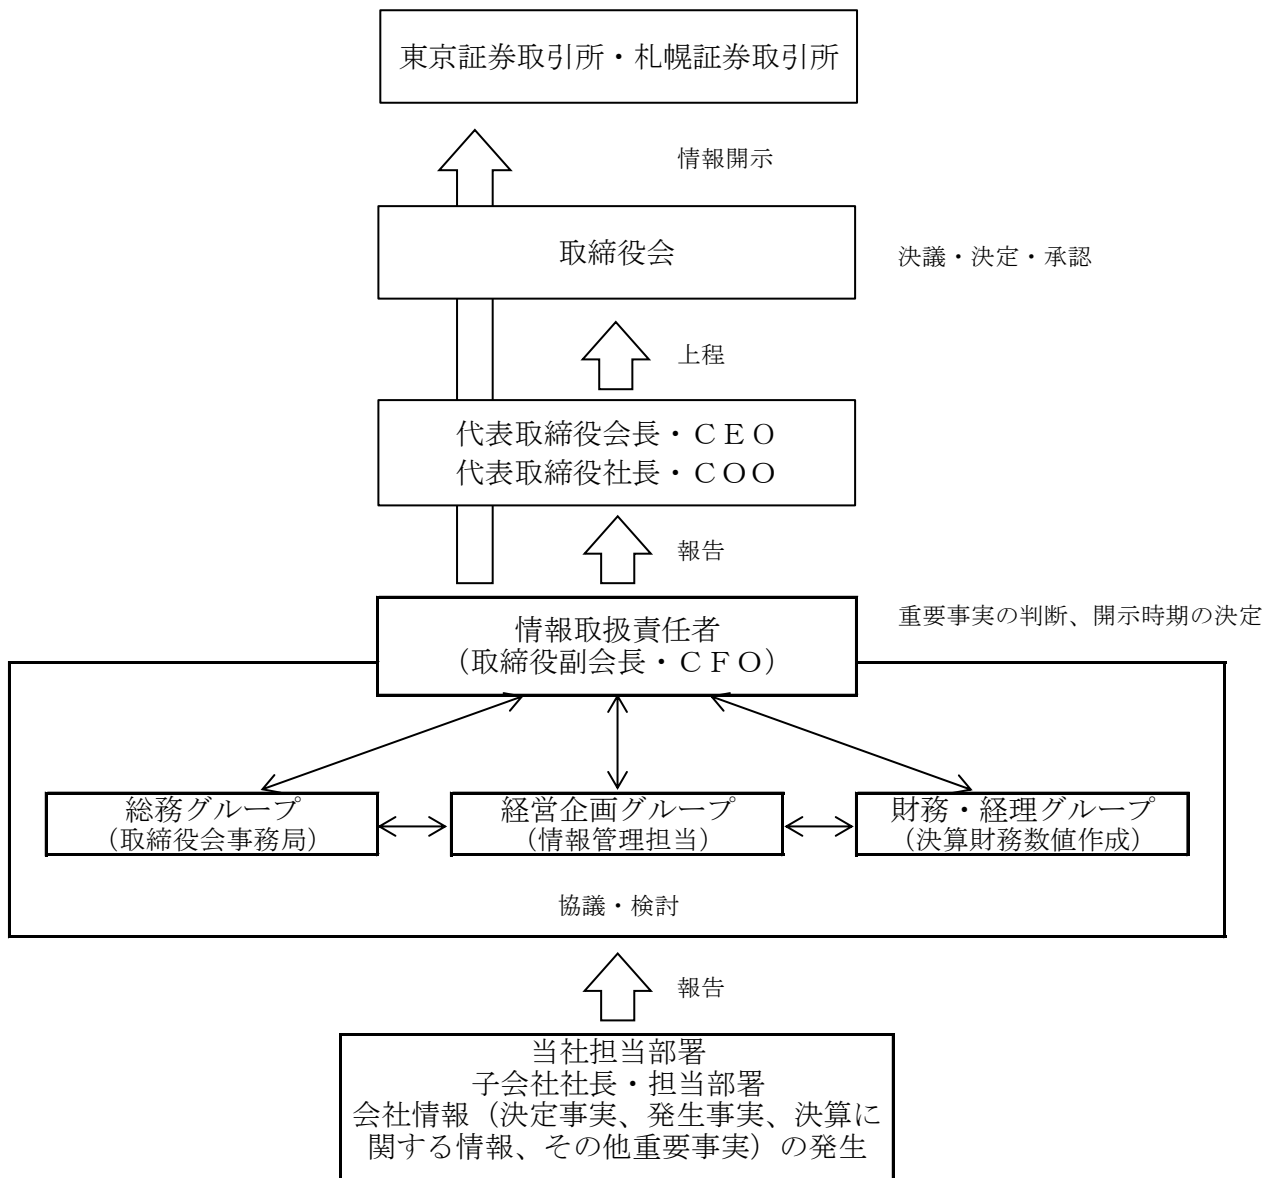 東京証券取引所・札幌証券取引所
情報開示
取締役会
決議・決定・承認
上程
代表取締役会長・ＣＥＯ
代表取締役社長・ＣＯＯ
報告
情報取扱責任者
（取締役副会長・ＣＦＯ）
重要事実の判断、開示時期の決定
総務グループ
（取締役会事務局）
経営企画グループ
（情報管理担当）
財務・経理グループ
（決算財務数値作成）
協議・検討
報告
当社担当部署
子会社社長・担当部署
会社情報（決定事実、発生事実、決算に
関する情報、その他重要事実）の発生